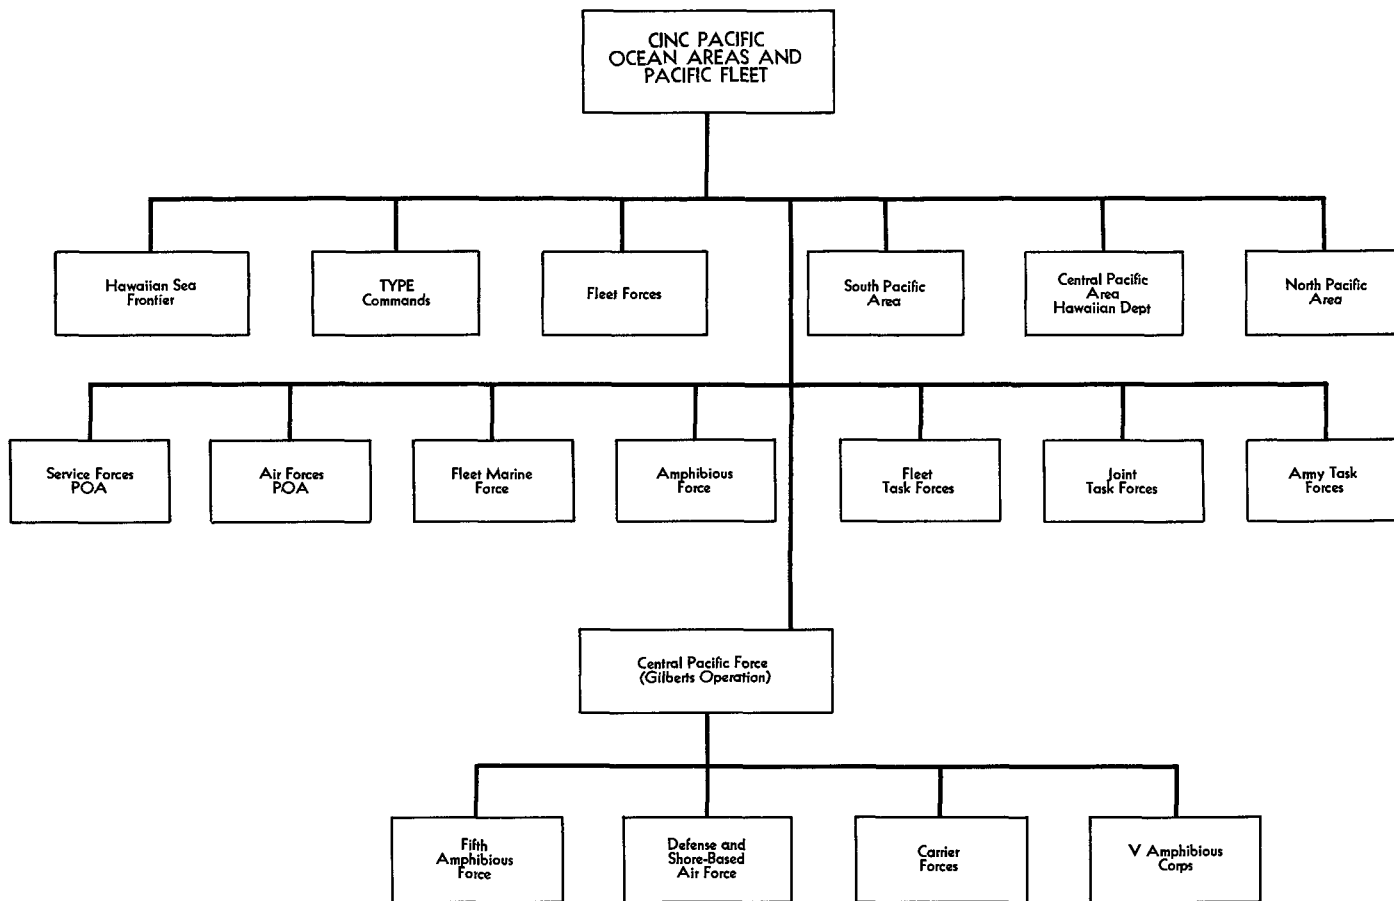 CINC PACIFIC
OCEAN AREAS AND
PACIFIC FLEET
Hawaiian Sea
Frontier
TYPE
Commands
Fleet Forces
South Pacific
Area
Central Pacific
Area
Hawaiian Dept
North Pacific
Area
Service Forces
POA
Air Forces
POA
Fleet Marine
Force
Amphibious
Force
Fleet
Task Forces
Joint
Task Forces
Army Task
Forces
Central Pacific Force
(Gilberts Operation)
Fifth
Amphibious
Force
Defense and
Shore-Based
Air Force
Carrier
Forces
V Amphibious
Corps